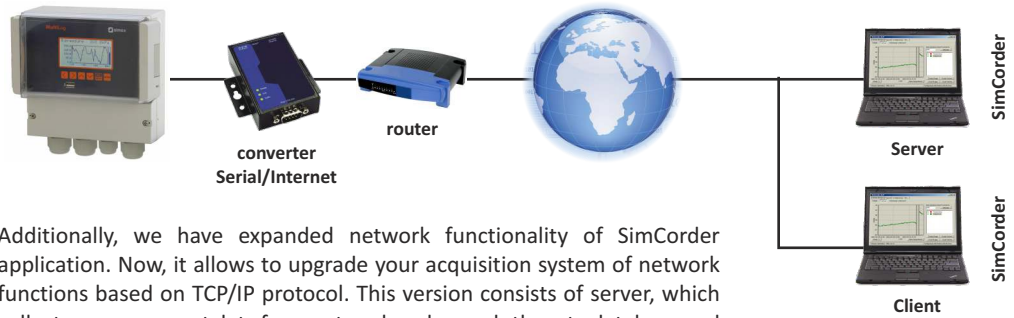 converter
Serial/Internet
router
Server
SimCorder
Client
SimCorder
Additionally, we have expanded network functionality of SimCorder
application. Now, it allows to upgrade your acquisition system of network
functions based on TCP/IP protocol. This version consists of server, which